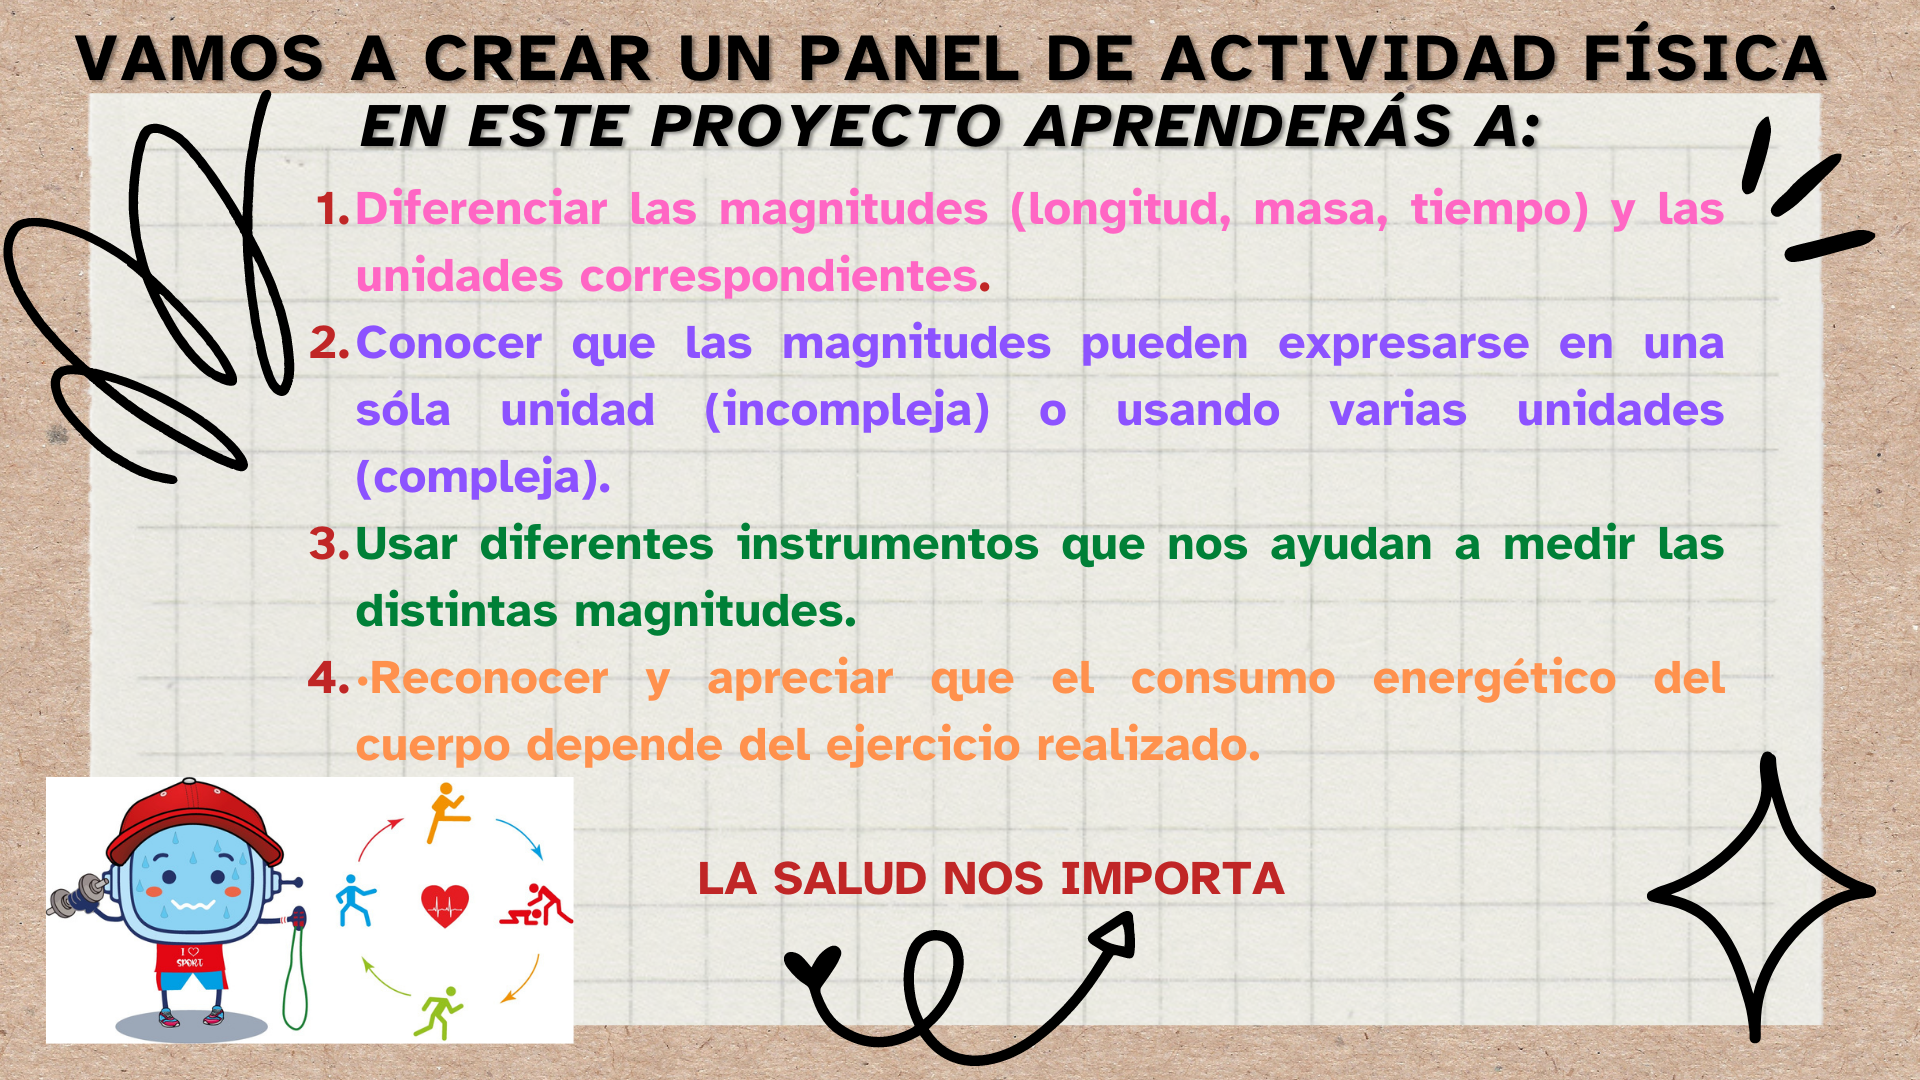 VAMOS A CREAR UN PANEL DE ACTIVIDAD FÍSICA
EN ESTE PROYECTO APRENDERÁS A:
1. Diferenciar las magnitudes (longitud, masa, tiempo) y las
unidades correspondientes.
2. Conocer que las magnitudes pueden expresarse en una
sóla unidad (incompleja) o usando varias unidades
(compleja).
3. Usar diferentes instrumentos que nos ayudan a medir las
distintas magnitudes.
4. ·Reconocer y apreciar que el consumo energético del
cuerpo depende del ejercicio realizado.
LA SALUD NOS IMPORTA
I ♡
SPORT